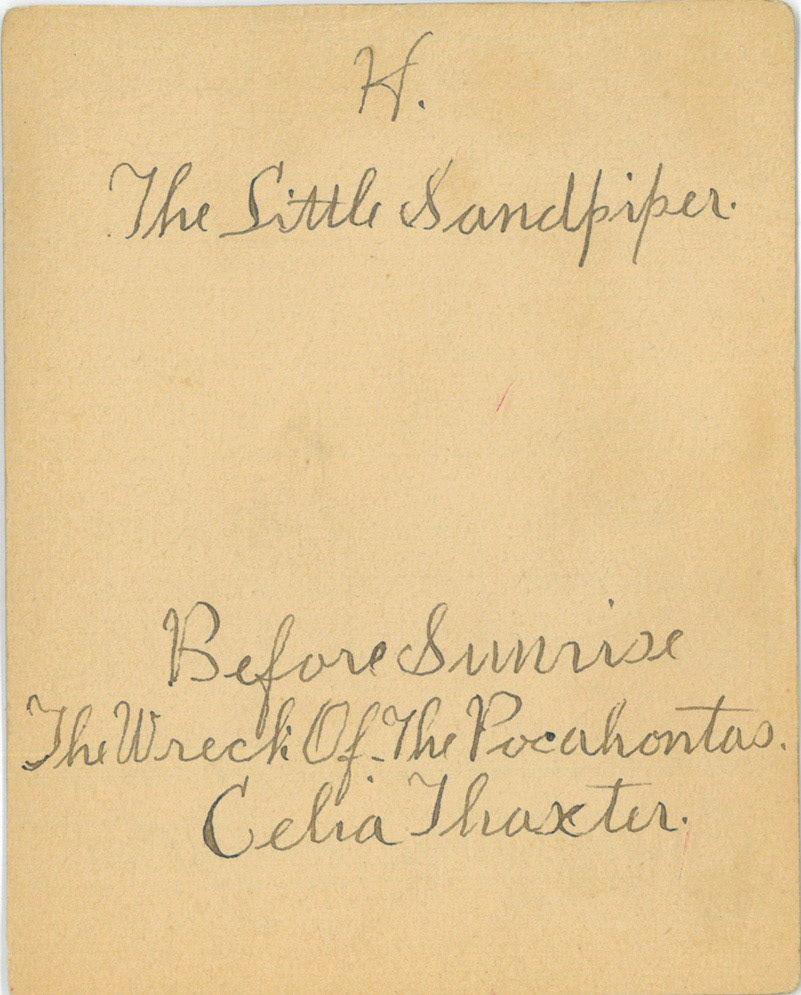 H.
The Little Sandpiper.
Before Sunrise
The Wreck Of The Pocahontas.
Celia Thaxter.